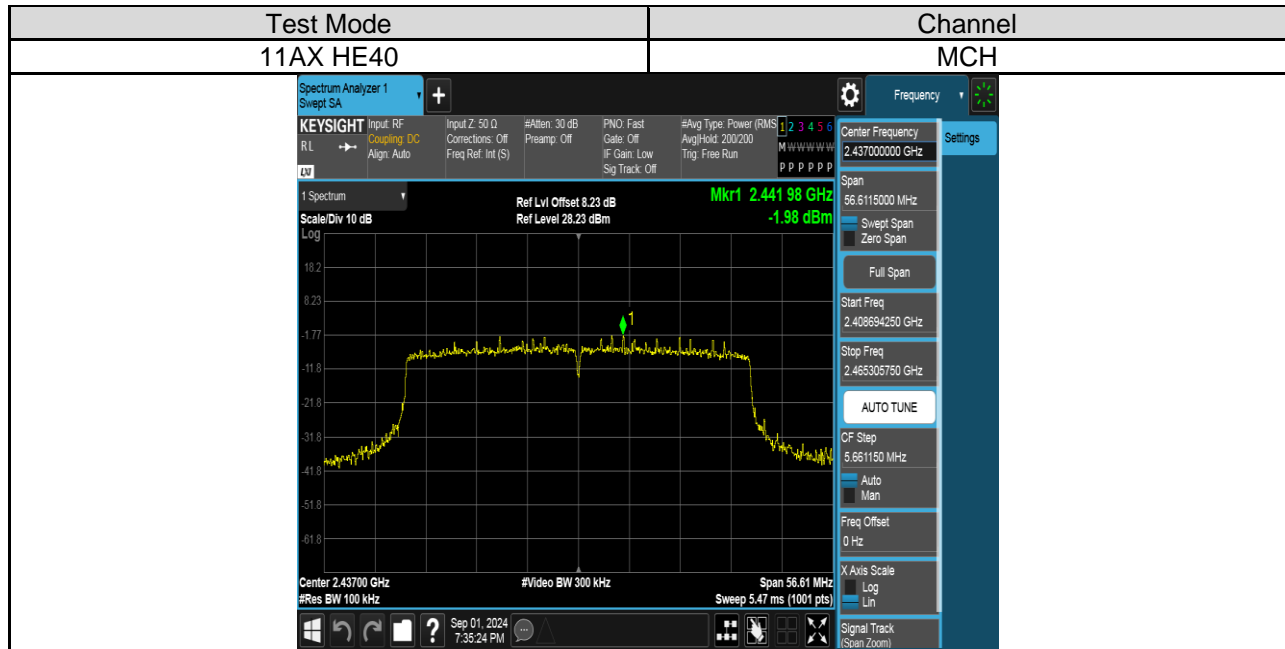 Test Mode Channel
11AX HE40 MCH
Spectrum Analyzer 1
Swept SA
+
Frequency
KEYSIGHT Input: RF Input Z: 50 Ω #Atten: 30 dB PNO: Fast #Avg Type: Power (RMS 1 2 3 4 5 6
RL Coupling: DC Corrections: Off Preamp: Off Gate: Off Avg|Hold: 200/200 M W W W W W
Align: Auto Freq Ref: Int (S) IF Gain: Low Trig: Free Run
LXI Sig Track: Off P P P P P P
1 Spectrum
Ref Lvl Offset 8.23 dB Mkr1 2.441 98 GHz
Scale/Div 10 dB Ref Level 28.23 dBm -1.98 dBm
Log
18.2
8.23
1
-1.77
-11.8
-21.8
-31.8
-41.8
-51.8
-61.8
Center 2.43700 GHz #Video BW 300 kHz Span 56.61 MHz
#Res BW 100 kHz Sweep 5.47 ms (1001 pts)
?
Sep 01, 2024
7:35:24 PM
Center Frequency
2.437000000 GHz
Settings
Span
56.6115000 MHz
Swept Span
Zero Span
Full Span
Start Freq
2.408694250 GHz
Stop Freq
2.465305750 GHz
AUTO TUNE
CF Step
5.661150 MHz
Auto
Man
Freq Offset
0 Hz
X Axis Scale
Log
Lin
Signal Track
(Span Zoom)